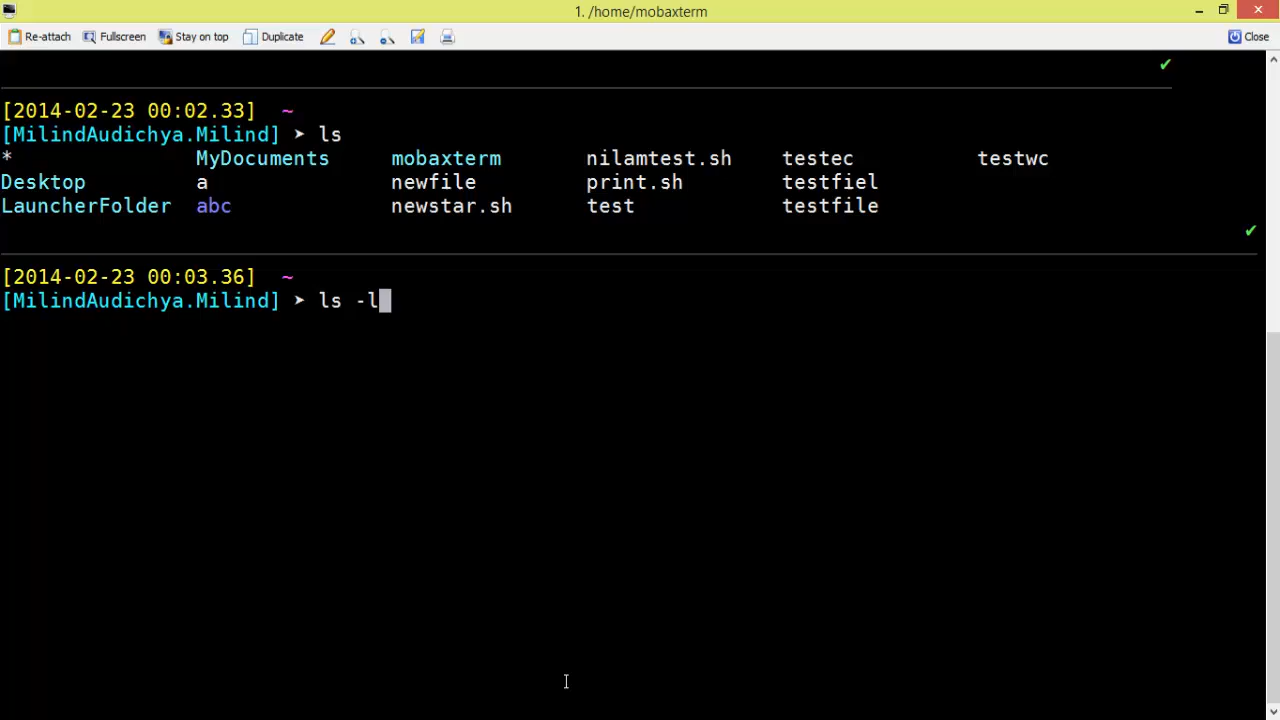 1. /home/mobaxterm
Re-attach Fullscreen Stay on top Duplicate Close
[2014-02-23 00:02.33] ~
[MilindAudichya.Milind] ➤ ls
* MyDocuments mobaxterm nilamtest.sh testec testwc
Desktop a newfile print.sh testfiel
LauncherFolder abc newstar.sh test testfile
[2014-02-23 00:03.36] ~
[MilindAudichya.Milind] ➤ ls -l